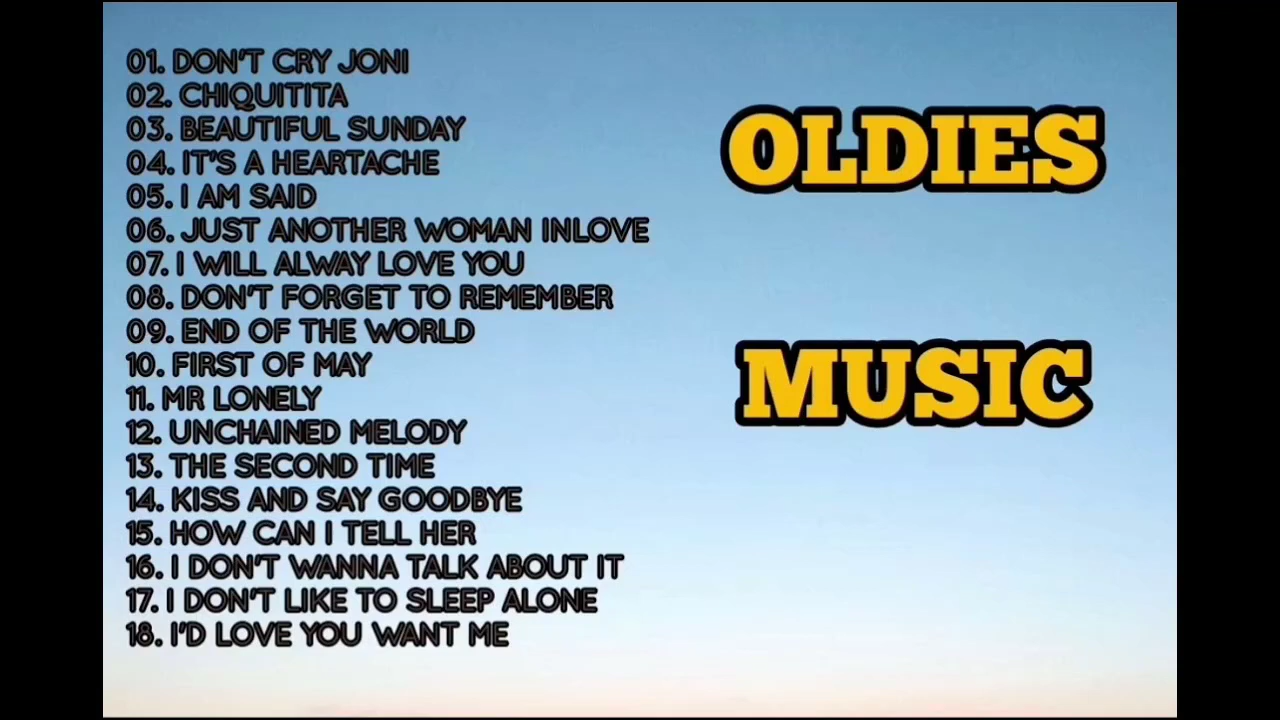 01. DON'T CRY JONI
02. CHIQUITITA
03. BEAUTIFUL SUNDAY
04. IT'S A HEARTACHE
05. I AM SAID
06. JUST ANOTHER WOMAN INLOVE
07. I WILL ALWAY LOVE YOU
08. DON'T FORGET TO REMEMBER
09. END OF THE WORLD
10. FIRST OF MAY
11. MR LONELY
12. UNCHAINED MELODY
13. THE SECOND TIME
14. KISS AND SAY GOODBYE
15. HOW CAN I TELL HER
16. I DON'T WANNA TALK ABOUT IT
17. I DON'T LIKE TO SLEEP ALONE
18. I'D LOVE YOU WANT ME
OLDIES
MUSIC